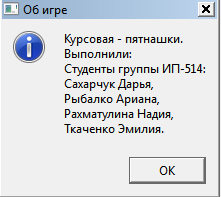 Об игре
Курсовая - пятнашки.
Выполнили:
Студенты группы ИП-514:
Сахарчук Дарья,
Рыбалко Ариана,
Рахматулина Надия,
Ткаченко Эмилия.
OK